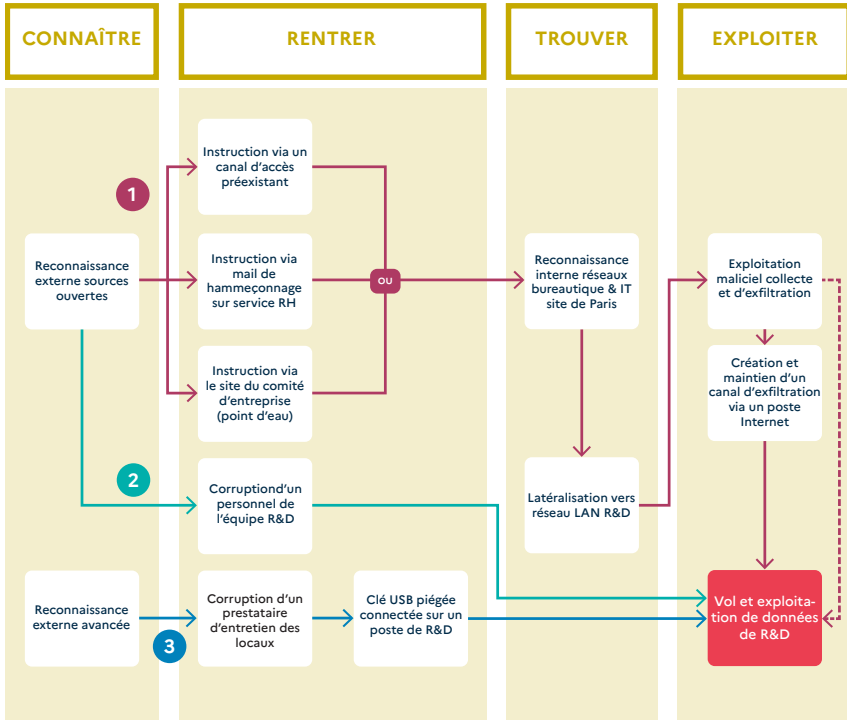 CONNAÎTRE
RENTRER
TROUVER
EXPLOITER
1
Instruction via un
canal d'accès
préexistant
Reconnaissance
externe sources
ouvertes
Instruction via
mail de
hammeçonnage
sur service RH
OU
Reconnaissance
interne réseaux
bureautique & IT
site de Paris
Exploitation
maliciel collecte
et d'exfiltration
Instruction via
le site du comité
d'entreprise
(point d'eau)
Création et
maintien d'un
canal d'exfiltration
via un poste
Internet
2
Corruptiond'un
personnel de
l'équipe R&D
Latéralisation vers
réseau LAN R&D
Reconnaissance
externe avancée
3
Corruption d'un
prestataire
d'entretien des
locaux
Clé USB piégée
connectée sur un
poste de R&D
Vol et exploita-
tion de données
de R&D